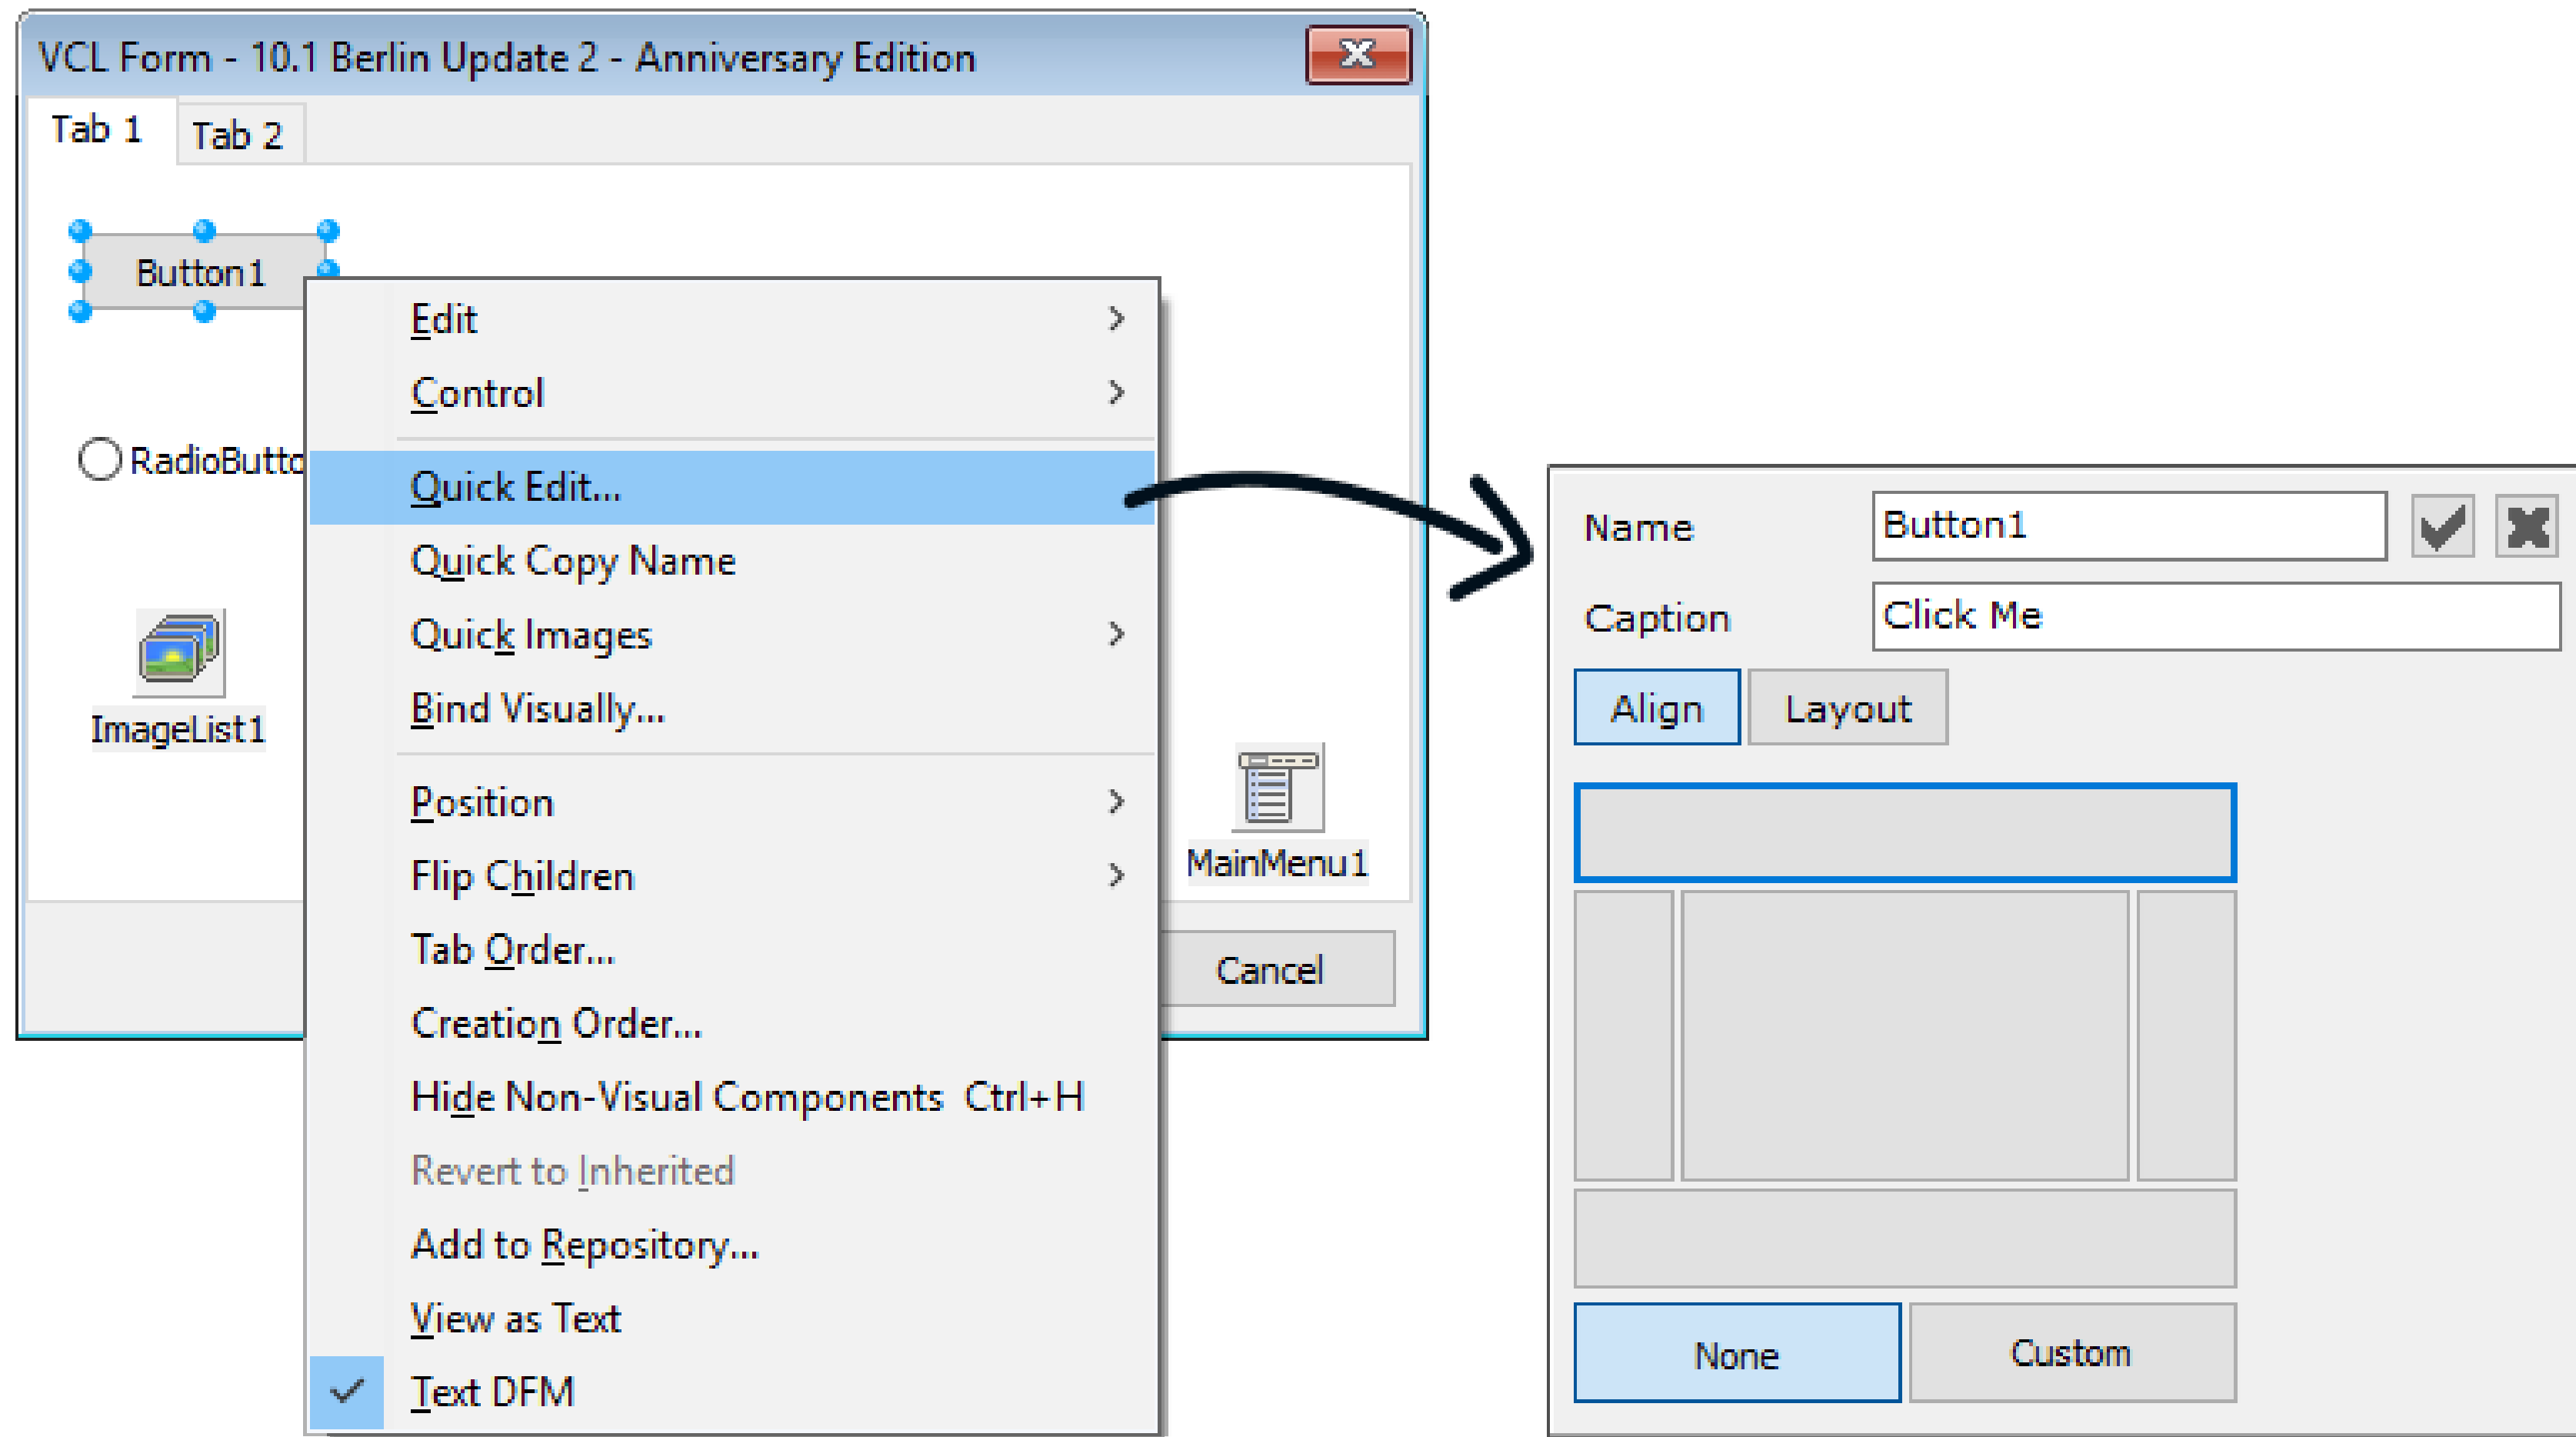 VCL Form - 10.1 Berlin Update 2 - Anniversary Edition
Tab 1
Tab 2
Button1
RadioButto
ImageList1
Edit
Control
Quick Edit...
Quick Copy Name
Quick Images
Bind Visually...
Position
Flip Children
Tab Order...
Creation Order...
Hide Non-Visual Components Ctrl+H
Revert to Inherited
Add to Repository...
View as Text
Text DFM
MainMenu1
Cancel
Name
Button1
Caption
Click Me
Align
Layout
None
Custom